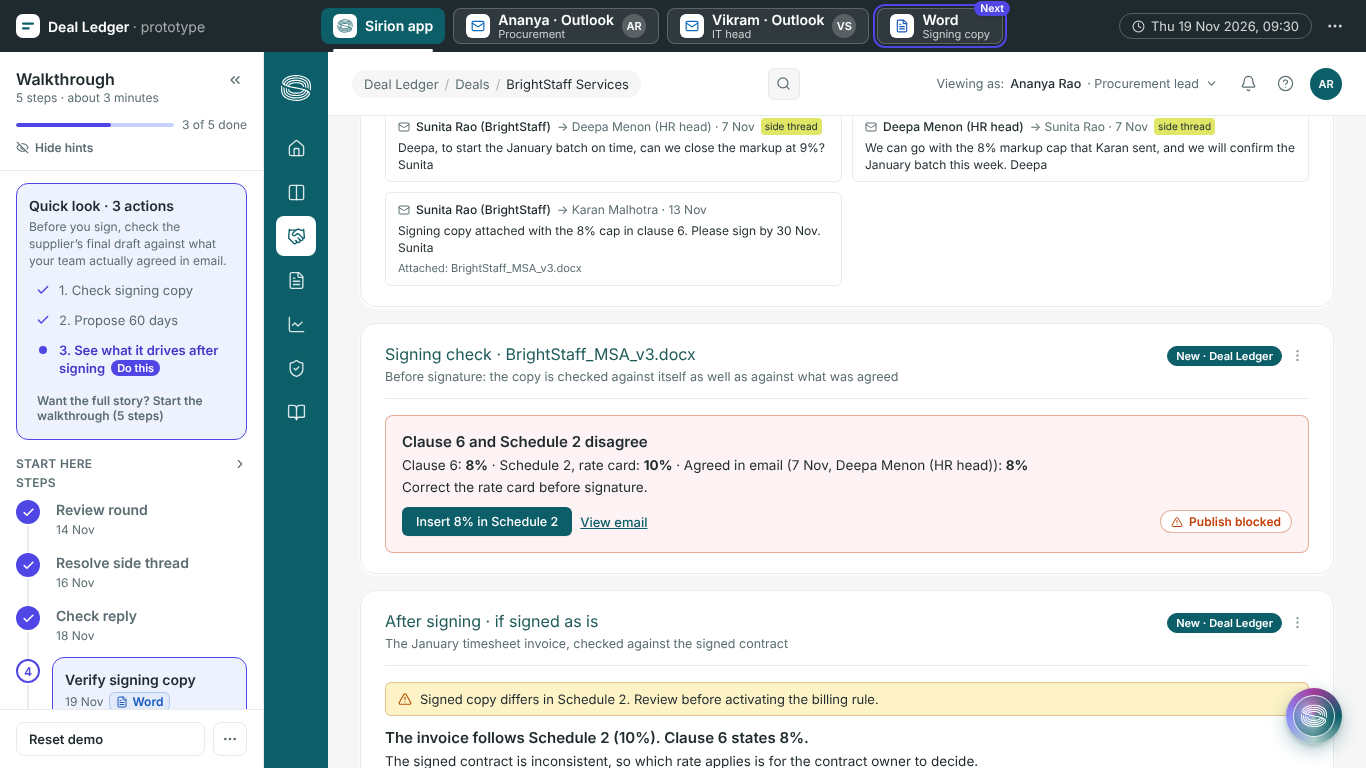 Deal Ledger · prototype
Sirion app
Ananya · Outlook
Procurement
AR
Vikram · Outlook
IT head
VS
Word
Signing copy
Next
Thu 19 Nov 2026, 09:30
Walkthrough
5 steps · about 3 minutes
3 of 5 done
Hide hints
Quick look · 3 actions
Before you sign, check the
supplier's final draft against what
your team actually agreed in email.
1. Check signing copy
2. Propose 60 days
3. See what it drives after
signing Do this
Want the full story? Start the
walkthrough (5 steps)
START HERE
STEPS
Review round
14 Nov
Resolve side thread
16 Nov
Check reply
18 Nov
4
Verify signing copy
19 Nov Word
Reset demo
Deal Ledger / Deals / BrightStaff Services
Viewing as: Ananya Rao · Procurement lead
AR
Sunita Rao (BrightStaff) → Deepa Menon (HR head) · 7 Nov side thread
Deepa, to start the January batch on time, can we close the markup at 9%?
Sunita
Deepa Menon (HR head) → Sunita Rao · 7 Nov side thread
We can go with the 8% markup cap that Karan sent, and we will confirm the
January batch this week. Deepa
Sunita Rao (BrightStaff) → Karan Malhotra · 13 Nov
Signing copy attached with the 8% cap in clause 6. Please sign by 30 Nov.
Sunita
Attached: BrightStaff_MSA_v3.docx
Signing check · BrightStaff_MSA_v3.docx
New · Deal Ledger
Before signature: the copy is checked against itself as well as against what was agreed
Clause 6 and Schedule 2 disagree
Clause 6: 8% · Schedule 2, rate card: 10% · Agreed in email (7 Nov, Deepa Menon (HR head)): 8%
Correct the rate card before signature.
Insert 8% in Schedule 2
View email
Publish blocked
After signing · if signed as is
New · Deal Ledger
The January timesheet invoice, checked against the signed contract
Signed copy differs in Schedule 2. Review before activating the billing rule.
The invoice follows Schedule 2 (10%). Clause 6 states 8%.
The signed contract is inconsistent, so which rate applies is for the contract owner to decide.